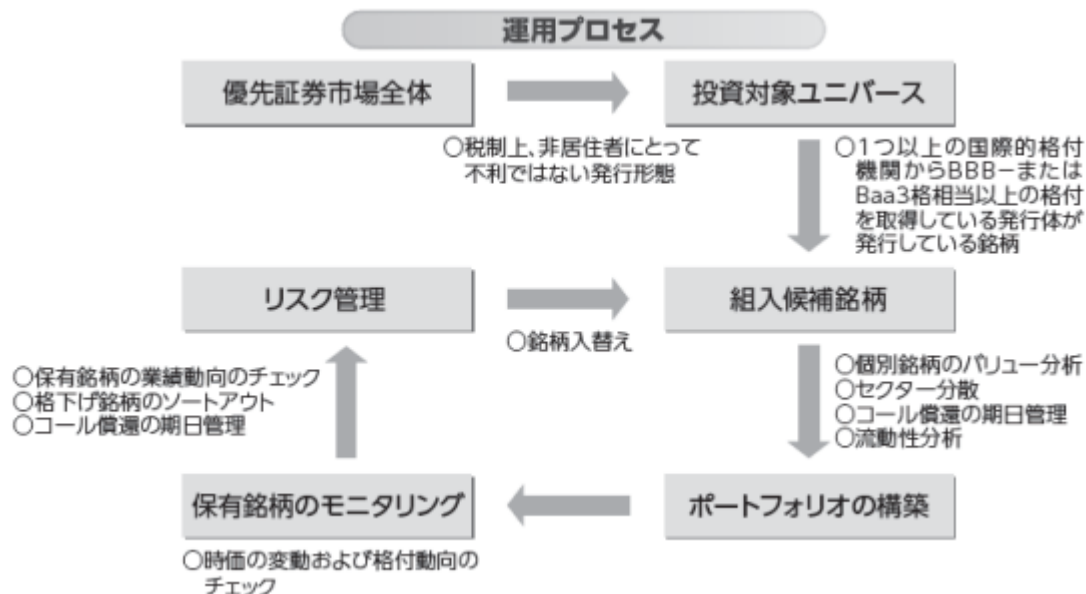 運用プロセス
優先証券市場全体
投資対象ユニバース
○税制上、非居住者にとって
不利ではない発行形態
○1つ以上の国際的格付
機関からBBB−または
Baa3格相当以上の格付
を取得している発行体が
発行している銘柄
リスク管理
組入候補銘柄
○銘柄入替え
○保有銘柄の業績動向のチェック
○格下げ銘柄のソートアウト
○コール償還の期日管理
○個別銘柄のバリュー分析
○セクター分散
○コール償還の期日管理
○流動性分析
保有銘柄のモニタリング
ポートフォリオの構築
○時価の変動および格付動向の
チェック